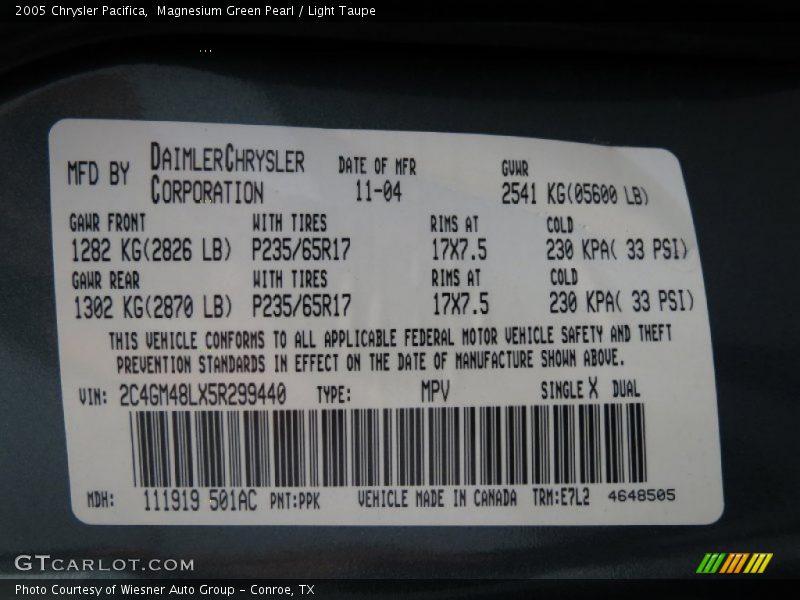 2005 Chrysler Pacifica, Magnesium Green Pearl / Light Taupe
MFD BY DAIMLERCHRYSLER CORPORATION DATE OF MFR 11-04 GVWR 2541 KG(05600 LB)
GAWR FRONT WITH TIRES RIMS AT COLD
1282 KG(2826 LB) P235/65R17 17X7.5 230 KPA( 33 PSI)
GAWR REAR WITH TIRES RIMS AT COLD
1302 KG(2870 LB) P235/65R17 17X7.5 230 KPA( 33 PSI)
THIS VEHICLE CONFORMS TO ALL APPLICABLE FEDERAL MOTOR VEHICLE SAFETY AND THEFT
PREVENTION STANDARDS IN EFFECT ON THE DATE OF MANUFACTURE SHOWN ABOVE.
VIN: 2C4GM48LX5R299440 TYPE: MPV SINGLE X DUAL
MDH: 111919 501AC PNT:PPK VEHICLE MADE IN CANADA TRM:E7L2 4648505
GTCARLOT.COM
Photo Courtesy of Wiesner Auto Group - Conroe, TX